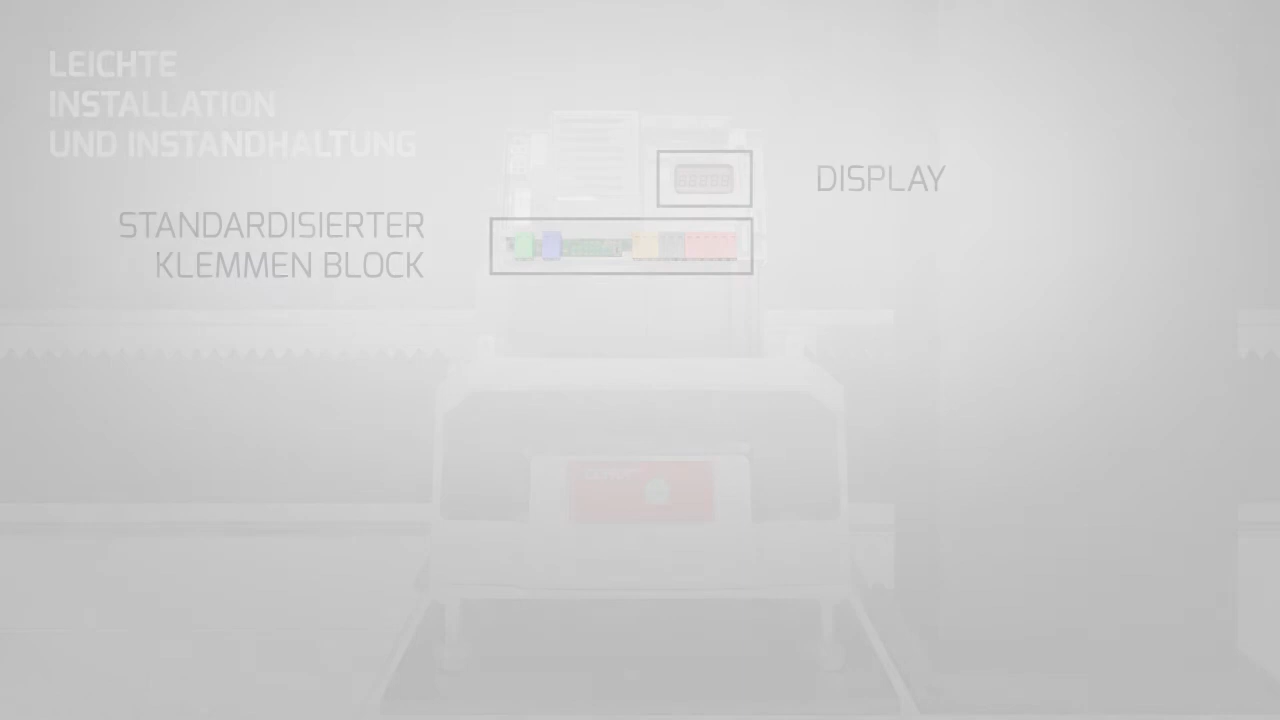 LEICHTE
INSTALLATION
UND INSTANDHALTUNG
DISPLAY
STANDARDISIERTER
KLEMMEN BLOCK